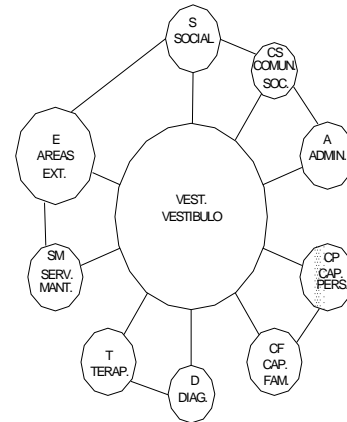 S
SOCIAL
CS
COMUN.
SOC.
E
AREAS
EXT.
A
ADMIN.
VEST.
VESTIBULO
SM
SERV.
MANT.
CP
CAP.
PERS.
T
TERAP.
D
DIAG.
CF
CAP.
FAM.